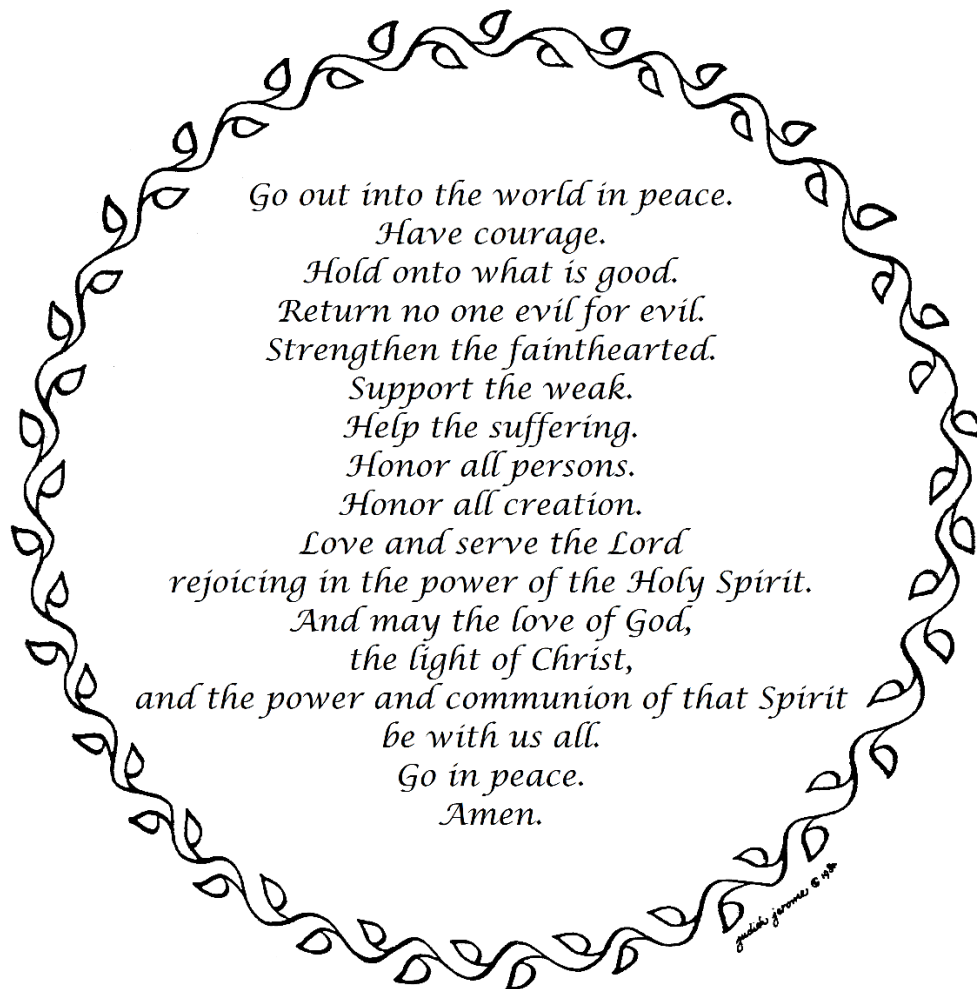 Go out into the world in peace.
Have courage.
Hold onto what is good.
Return no one evil for evil.
Strengthen the fainthearted.
Support the weak.
Help the suffering.
Honor all persons.
Honor all creation.
Love and serve the Lord
rejoicing in the power of the Holy Spirit.
And may the love of God,
the light of Christ,
and the power and communion of that Spirit
be with us all.
Go in peace.
Amen.
judith jerome ©